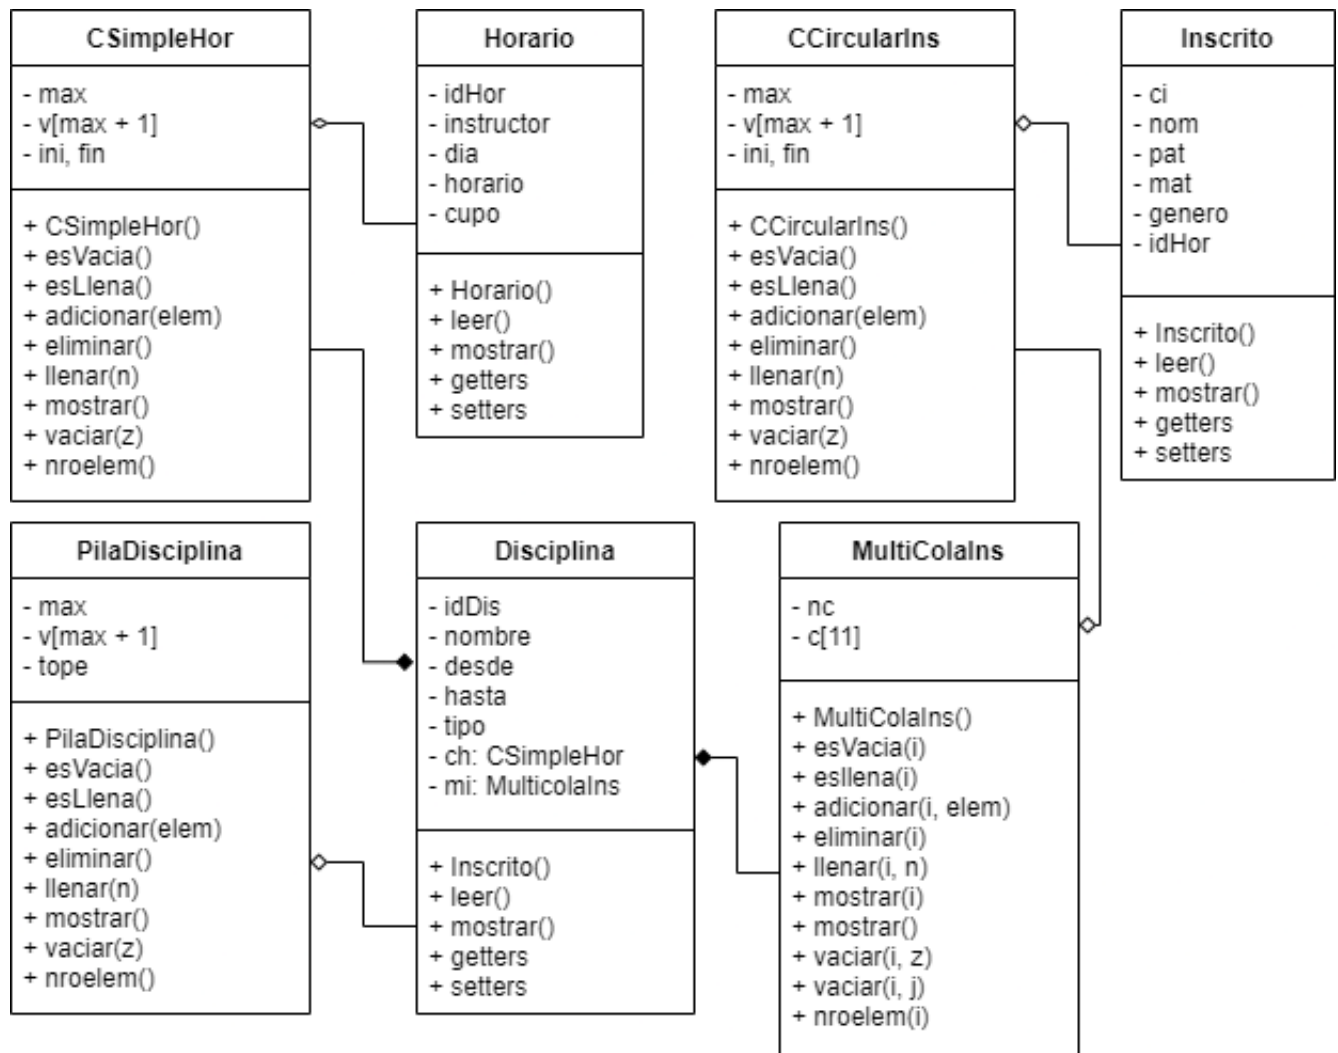 CSimpleHor
- max
- v[max + 1]
- ini, fin
+ CSimpleHor()
+ esVacia()
+ esLlena()
+ adicionar(elem)
+ eliminar()
+ llenar(n)
+ mostrar()
+ vaciar(z)
+ nroelem()
Horario
- idHor
- instructor
- dia
- horario
- cupo
+ Horario()
+ leer()
+ mostrar()
+ getters
+ setters
CCircularIns
- max
- v[max + 1]
- ini, fin
+ CCircularIns()
+ esVacia()
+ esLlena()
+ adicionar(elem)
+ eliminar()
+ llenar(n)
+ mostrar()
+ vaciar(z)
+ nroelem()
Inscrito
- ci
- nom
- pat
- mat
- genero
- idHor
+ Inscrito()
+ leer()
+ mostrar()
+ getters
+ setters
PilaDisciplina
- max
- v[max + 1]
- tope
+ PilaDisciplina()
+ esVacia()
+ esLlena()
+ adicionar(elem)
+ eliminar()
+ llenar(n)
+ mostrar()
+ vaciar(z)
+ nroelem()
Disciplina
- idDis
- nombre
- desde
- hasta
- tipo
- ch: CSimpleHor
- mi: MulticolaIns
+ Inscrito()
+ leer()
+ mostrar()
+ getters
+ setters
MultiColaIns
- nc
- c[11]
+ MultiColaIns()
+ esVacia(i)
+ esllena(i)
+ adicionar(i, elem)
+ eliminar(i)
+ llenar(i, n)
+ mostrar(i)
+ mostrar()
+ vaciar(i, z)
+ vaciar(i, j)
+ nroelem(i)